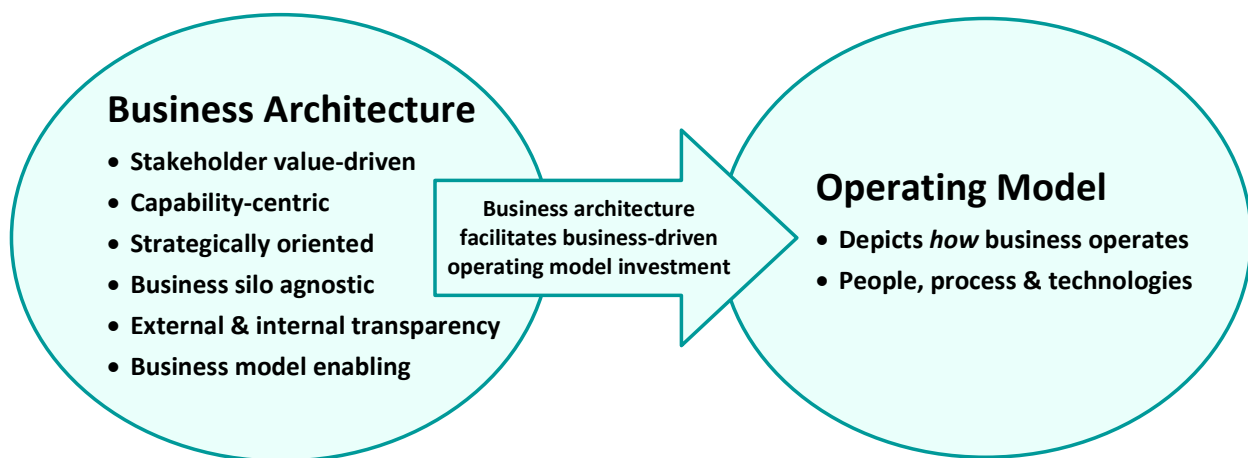 Business Architecture
• Stakeholder value-driven
• Capability-centric
• Strategically oriented
• Business silo agnostic
• External & internal transparency
• Business model enabling
Business architecture
facilitates business-driven
operating model investment
Operating Model
• Depicts how business operates
• People, process & technologies